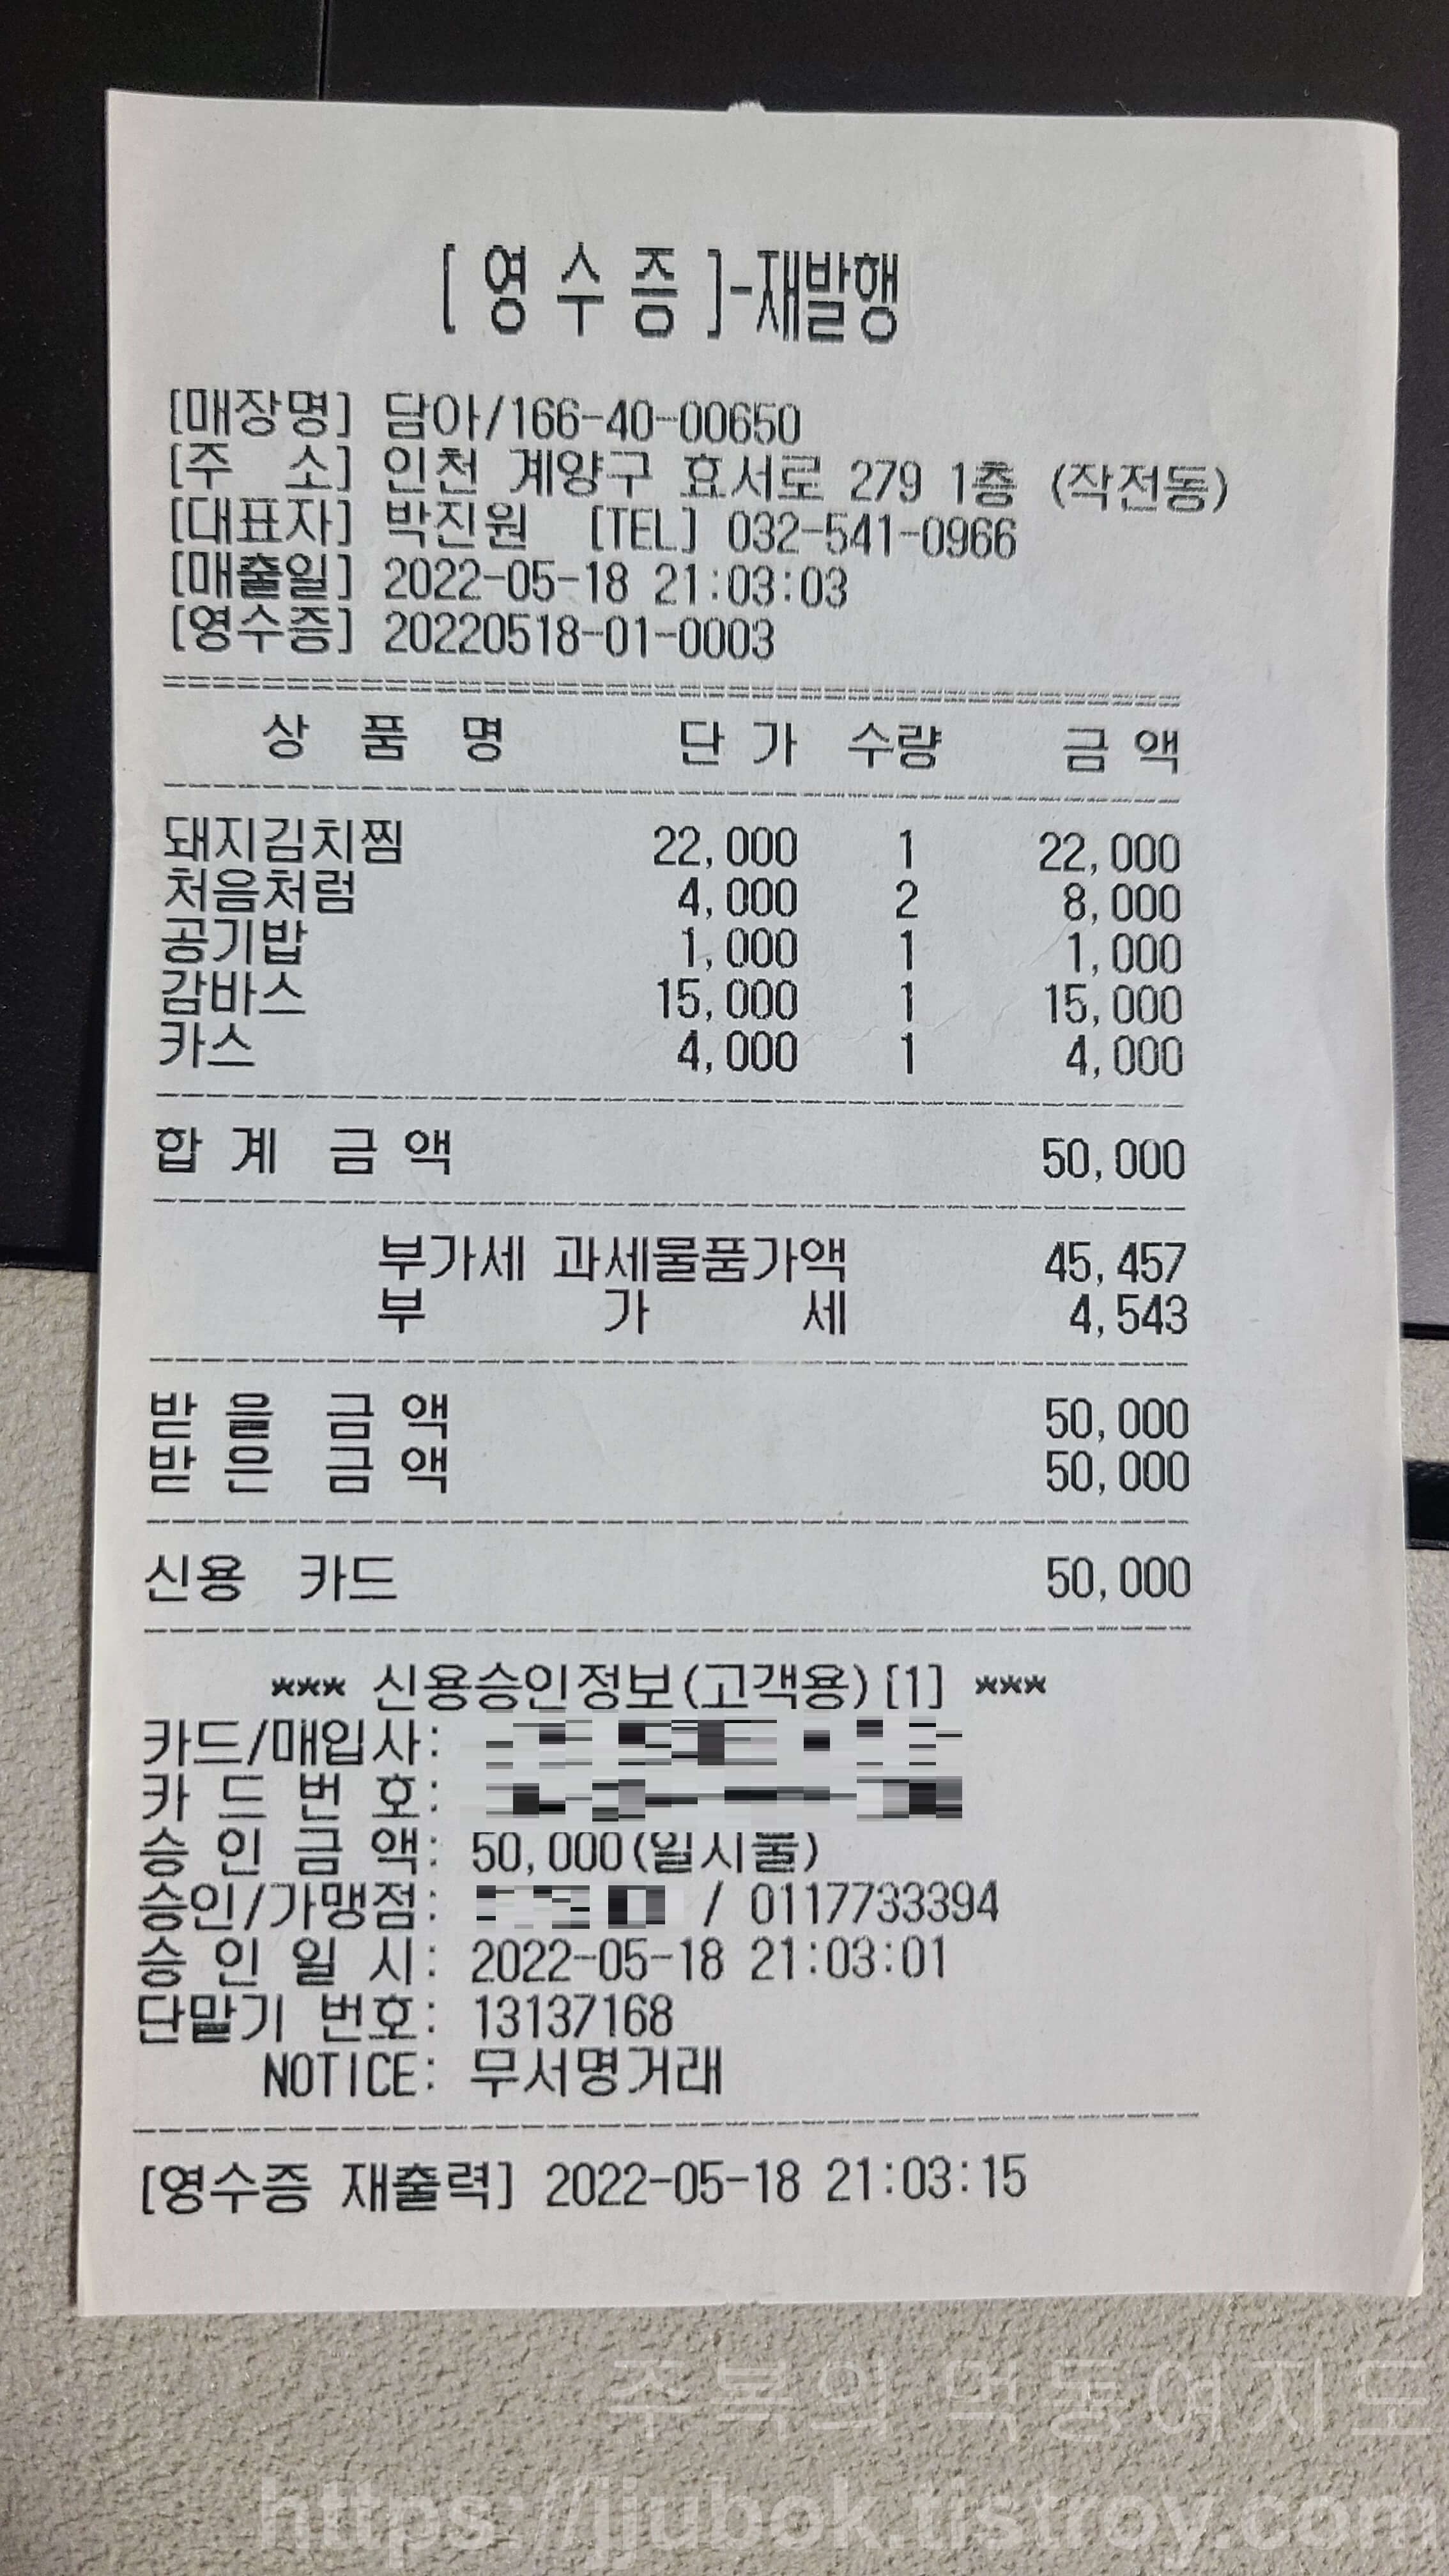 [ 영 수 증 ]-재발행
[매장명] 담아/166-40-00650
[주 소] 인천 계양구 효서로 279 1층 (작전동)
[대표자] 박진원 [TEL] 032-541-0966
[매출일] 2022-05-18 21:03:03
[영수증] 20220518-01-0003
상 품 명 단 가 수량 금 액
돼지김치찜 22,000 1 22,000
처음처럼 4,000 2 8,000
공기밥 1,000 1 1,000
감바스 15,000 1 15,000
카스 4,000 1 4,000
합 계 금 액 50,000
부가세 과세물품가액 45,457
부 가 세 4,543
받 을 금 액 50,000
받 은 금 액 50,000
신용 카드 50,000
*** 신용승인정보(고객용)[1] ***
카드/매입사:
카 드 번 호:
승 인 금 액: 50,000(일시불)
승인/가맹점: / 0117733394
승 인 일 시: 2022-05-18 21:03:01
단말기 번호: 13137168
NOTICE: 무서명거래
[영수증 재출력] 2022-05-18 21:03:15
주복의 먹동여지도
https://jjubok.tistroy.com